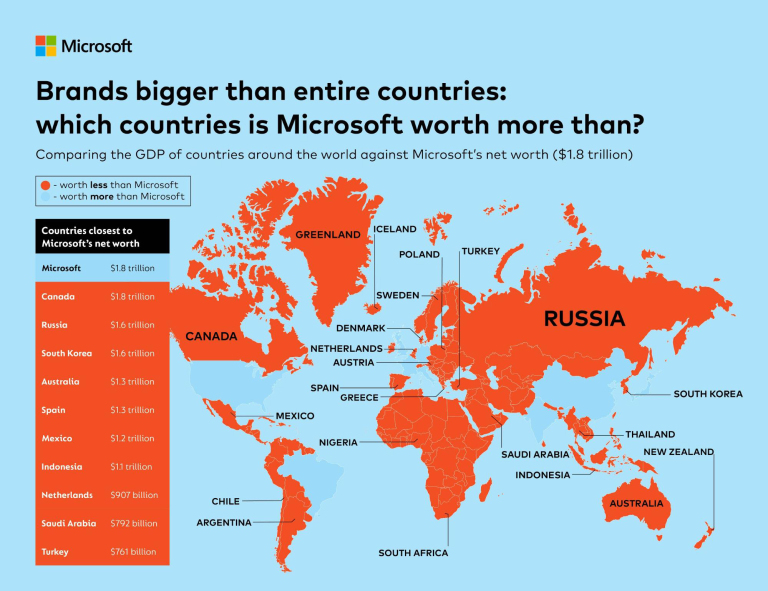 Microsoft
Brands bigger than entire countries:
which countries is Microsoft worth more than?
Comparing the GDP of countries around the world against Microsoft's net worth ($1.8 trillion)
- worth less than Microsoft
- worth more than Microsoft
Countries closest to
Microsoft's net worth
Microsoft $1.8 trillion
Canada $1.8 trillion
Russia $1.6 trillion
South Korea $1.6 trillion
Australia $1.3 trillion
Spain $1.3 trillion
Mexico $1.2 trillion
Indonesia $1.1 trillion
Netherlands $907 billion
Saudi Arabia $792 billion
Turkey $761 billion
GREENLAND
ICELAND
POLAND
TURKEY
SWEDEN
RUSSIA
CANADA
DENMARK
NETHERLANDS
AUSTRIA
SPAIN
GREECE
SOUTH KOREA
MEXICO
NIGERIA
THAILAND
SAUDI ARABIA
NEW ZEALAND
INDONESIA
CHILE
AUSTRALIA
ARGENTINA
SOUTH AFRICA